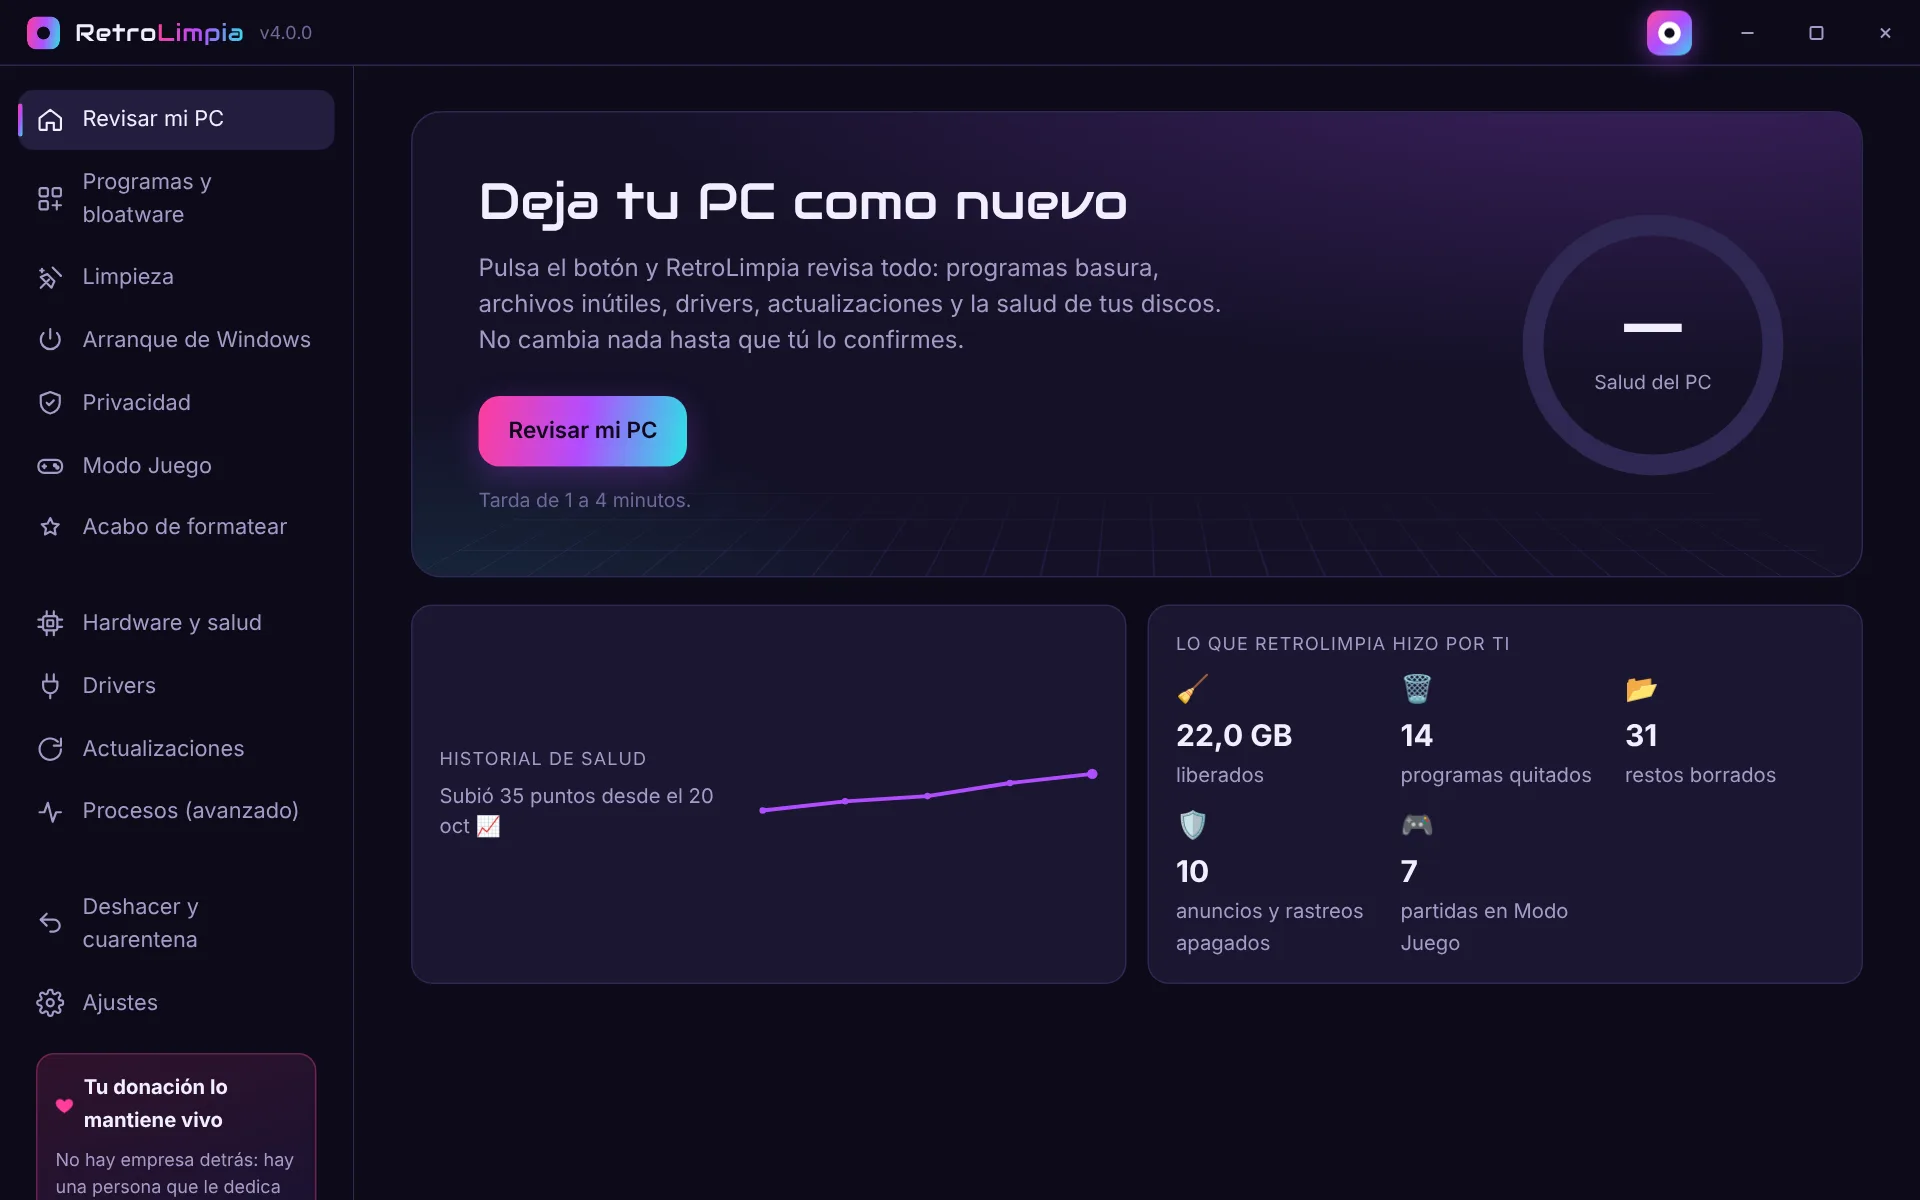 RetroLimpia v4.0.0
Revisar mi PC
Programas y
bloatware
Limpieza
Arranque de Windows
Privacidad
Modo Juego
Acabo de formatear
Hardware y salud
Drivers
Actualizaciones
Procesos (avanzado)
Deshacer y
cuarentena
Ajustes
Tu donación lo
mantiene vivo
No hay empresa detrás: hay
una persona que le dedica
Deja tu PC como nuevo
Pulsa el botón y RetroLimpia revisa todo: programas basura,
archivos inútiles, drivers, actualizaciones y la salud de tus discos.
No cambia nada hasta que tú lo confirmes.
Revisar mi PC
Tarda de 1 a 4 minutos.
—
Salud del PC
HISTORIAL DE SALUD
Subió 35 puntos desde el 20
oct 📈
LO QUE RETROLIMPIA HIZO POR TI
22,0 GB
liberados
14
programas quitados
31
restos borrados
10
anuncios y rastreos
apagados
7
partidas en Modo
Juego